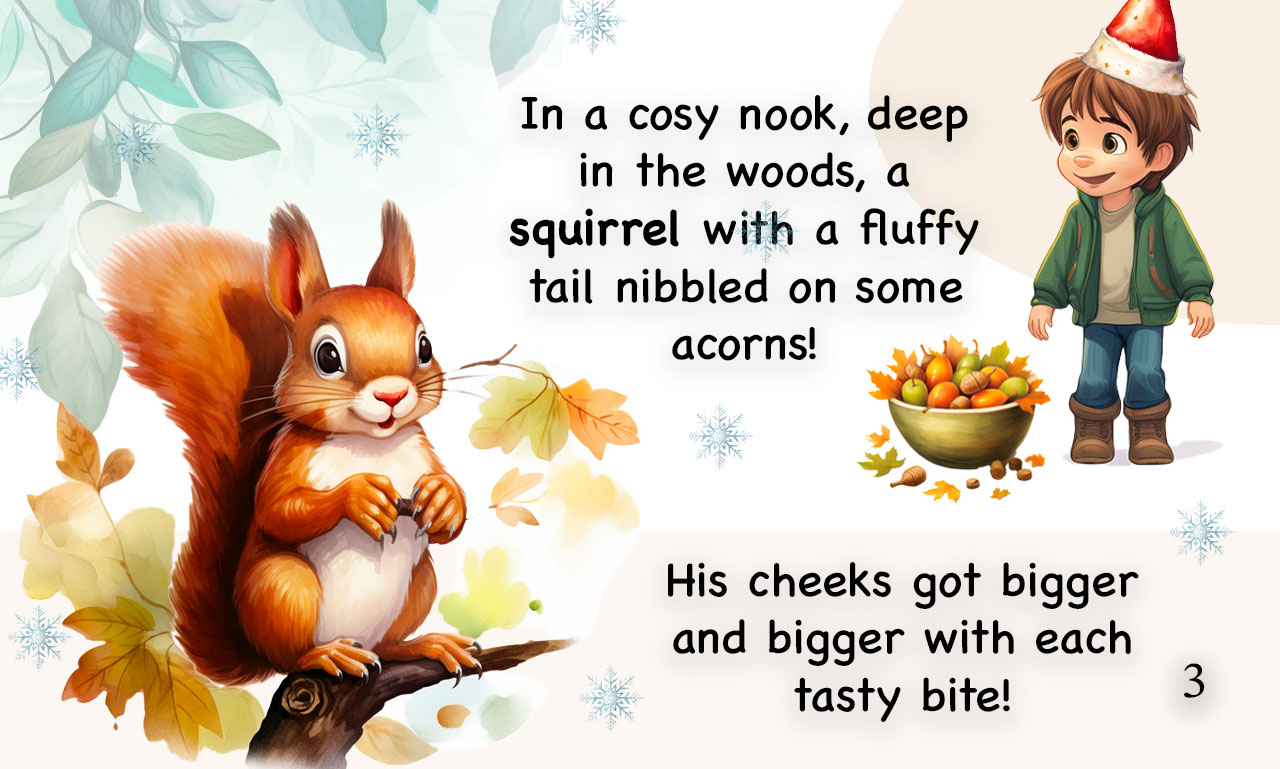 In a cosy nook, deep
in the woods, a
squirrel with a fluffy
tail nibbled on some
acorns!
His cheeks got bigger
and bigger with each
tasty bite!
3